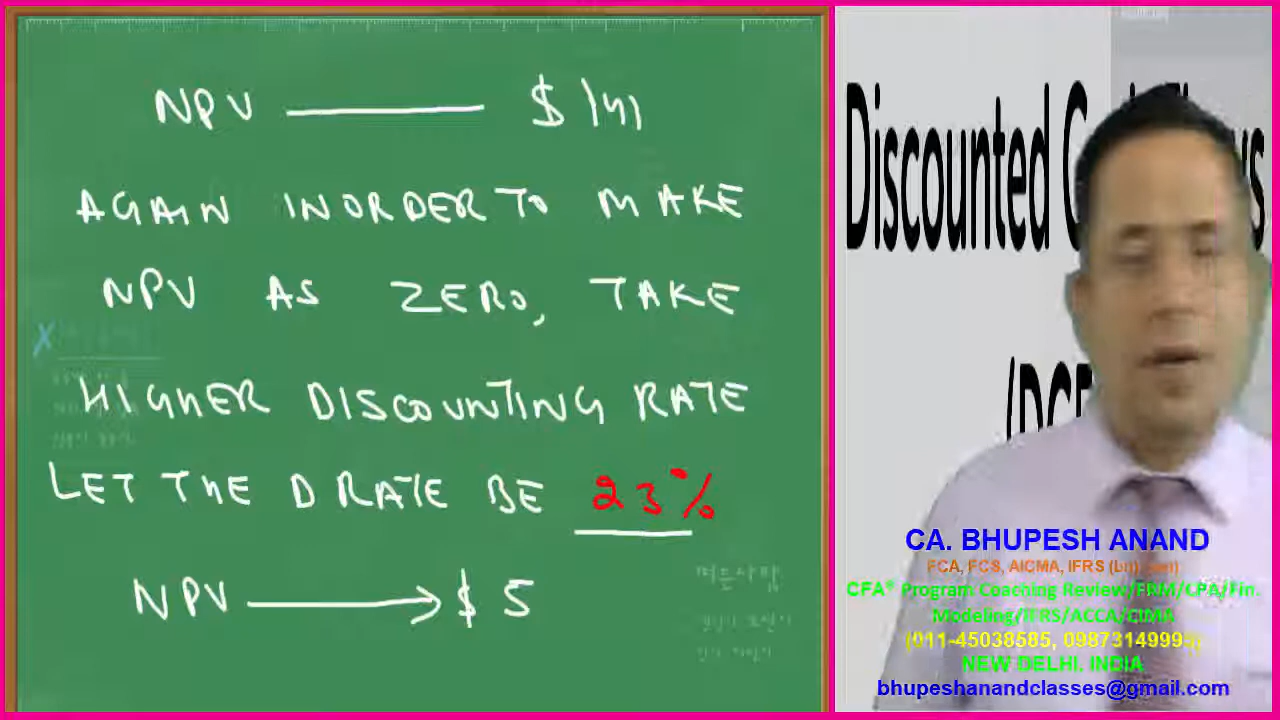 NPV $ 141
AGAIN INORDER TO MAKE
NPV AS ZERO, TAKE
HIGHER DISCOUNTING RATE
LET THE D RATE BE 23%
NPV → $ 5
Discounted
(DCF
CA. BHUPESH ANAND
FCA, FCS, AICMA, IFRS
CFA® Program Coaching Review/FRM/CPA/Fin.
Modeling/IFRS/ACCA/CIMA
(011-45038585, 09873149995)
NEW DELHI. INDIA
bhupeshanandclasses@gmail.com